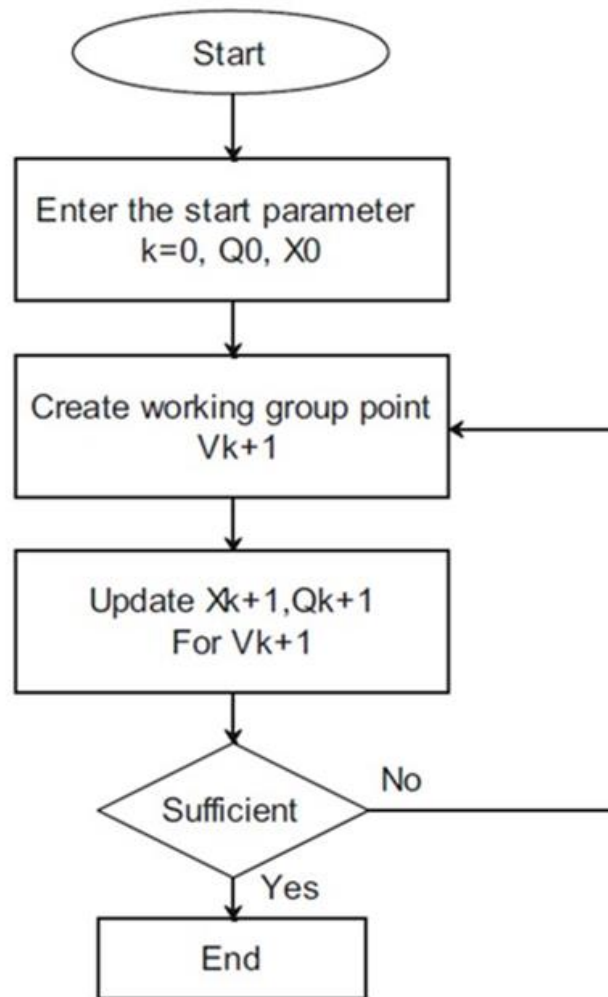 Start
Enter the start parameter
k=0, Q0, X0
Create working group point
Vk+1
Update Xk+1,Qk+1
For Vk+1
Sufficient
No
Yes
End